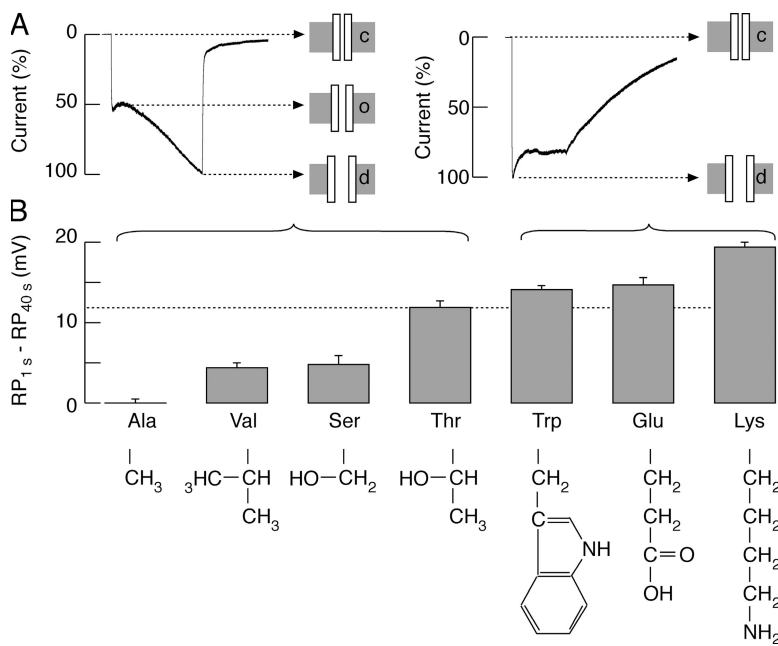 A
Current (%)
0
50
100
c
o
d
Current (%)
0
50
100
c
d
B
RP1 s - RP40 s (mV)
20
10
0
Ala Val Ser Thr Trp Glu Lys
CH3
3HC CH
CH3
HO CH2
HO CH
CH3
CH2
C
NH
CH2
CH2
C=O
OH
CH2
CH2
CH2
CH2
NH2